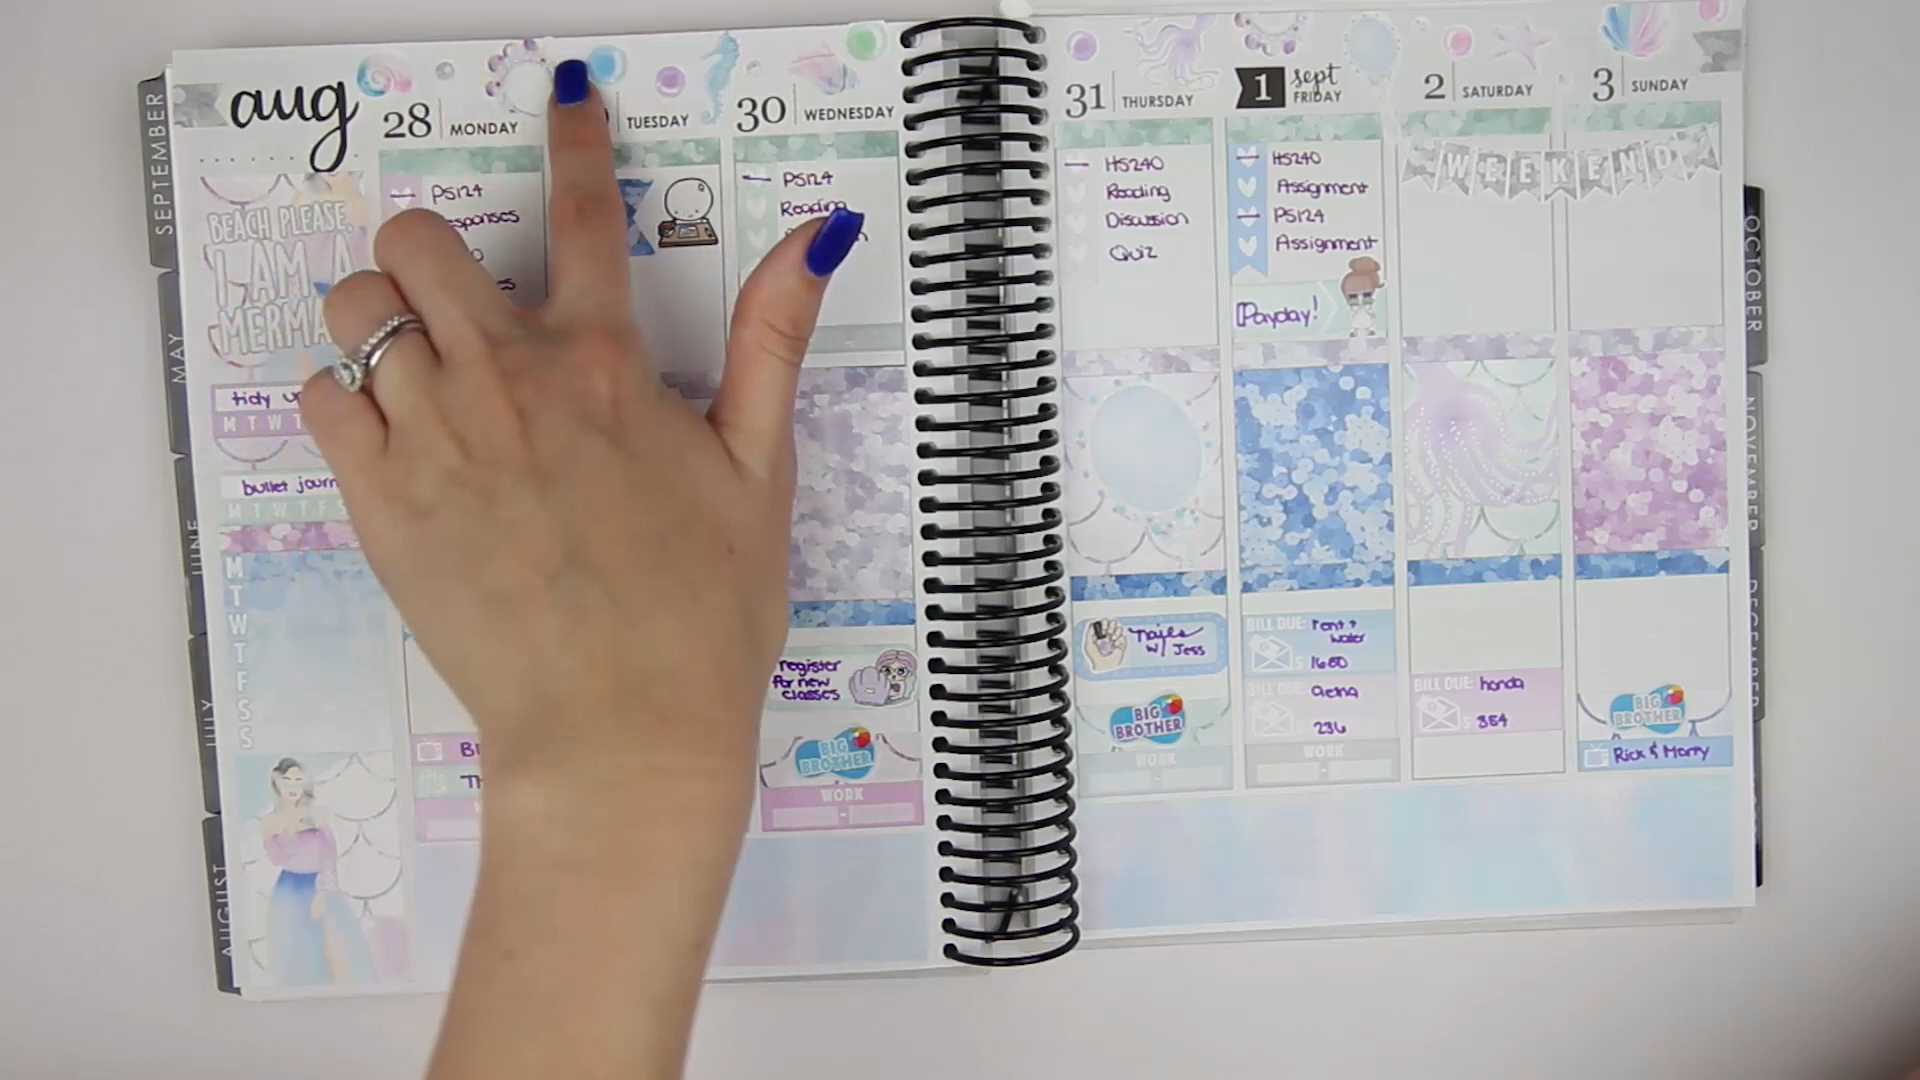 SEPTEMBER
MAY
JUNE
JULY
AUGUST
aug
BEACH PLEASE,
I AM A
tidy
M T W T
bullet
M T W T F S
M
T
W
T
F
S
S
28 MONDAY
PS124
TUESDAY
30 WEDNESDAY
PS124
Reading
register
for new
classes
BIG
BROTHER
WORK
31 THURSDAY
HS240
Reading
Discussion
Quiz
nails
w/ Jess
BIG
BROTHER
WORK
1 sept
FRIDAY
HS240
Assignment
PS124
Assignment
Payday!
BILL DUE: rent +
water
$ 1650
BILL DUE: aetna
$ 236
WORK
2 SATURDAY
WEEKEND
BILL DUE: honda
$ 354
3 SUNDAY
BIG
BROTHER
Rick & Morty
OCTOBER
NOVEMBER
DECEMBER